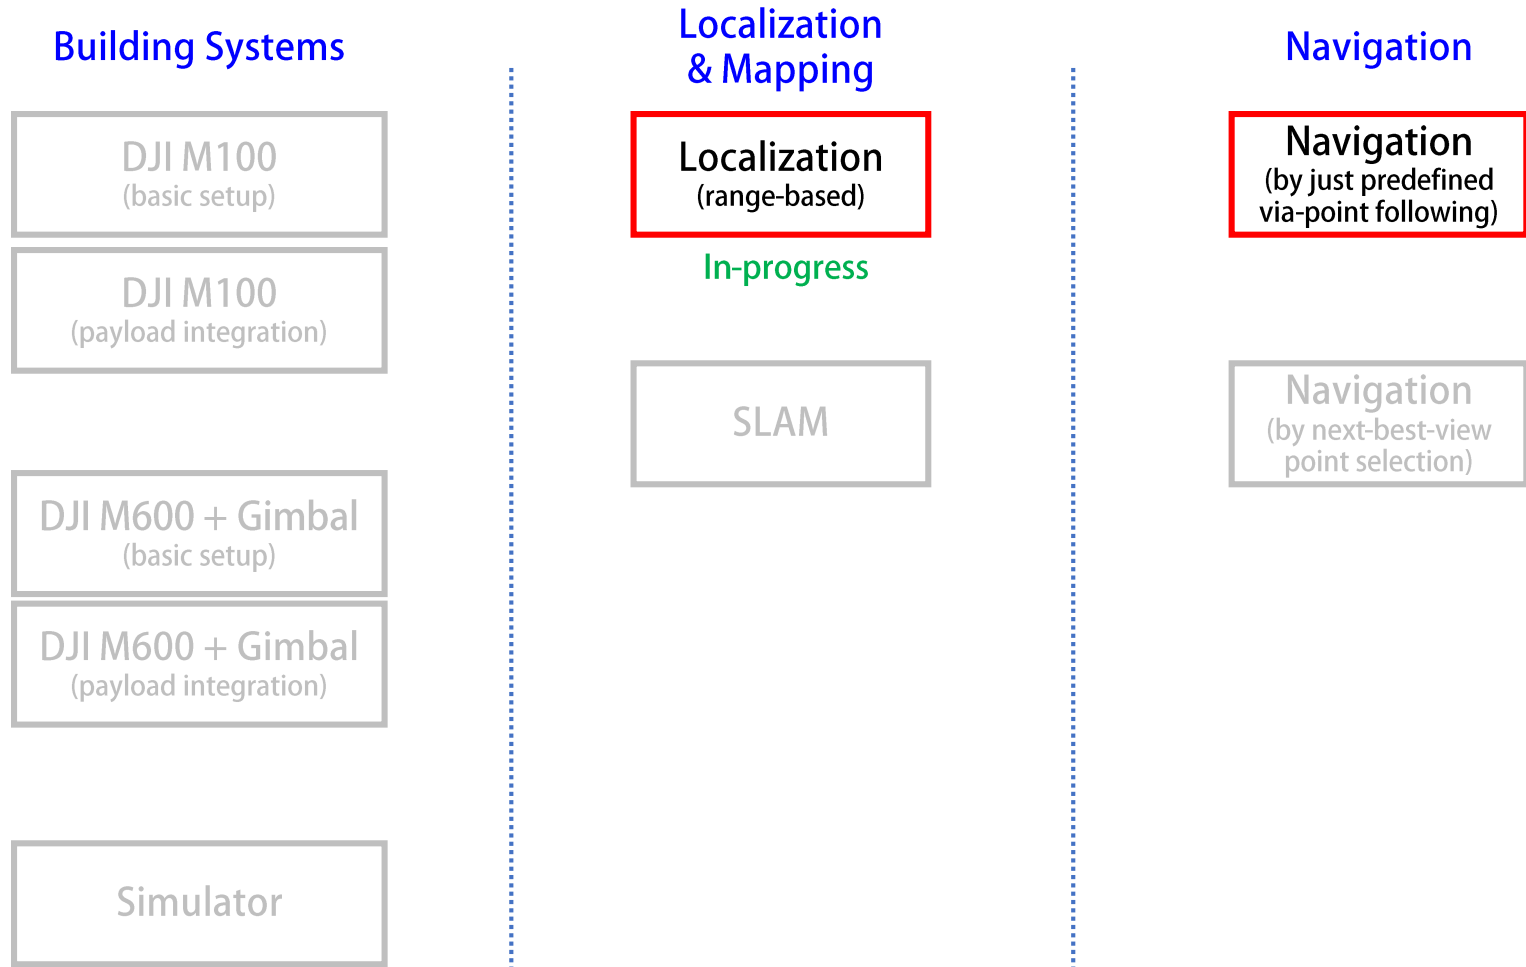 Building Systems
DJI M100
(basic setup)
DJI M100
(payload integration)
DJI M600 + Gimbal
(basic setup)
DJI M600 + Gimbal
(payload integration)
Simulator
Localization
& Mapping
Localization
(range-based)
In-progress
SLAM
Navigation
Navigation
(by just predefined
via-point following)
Navigation
(by next-best-view
point selection)